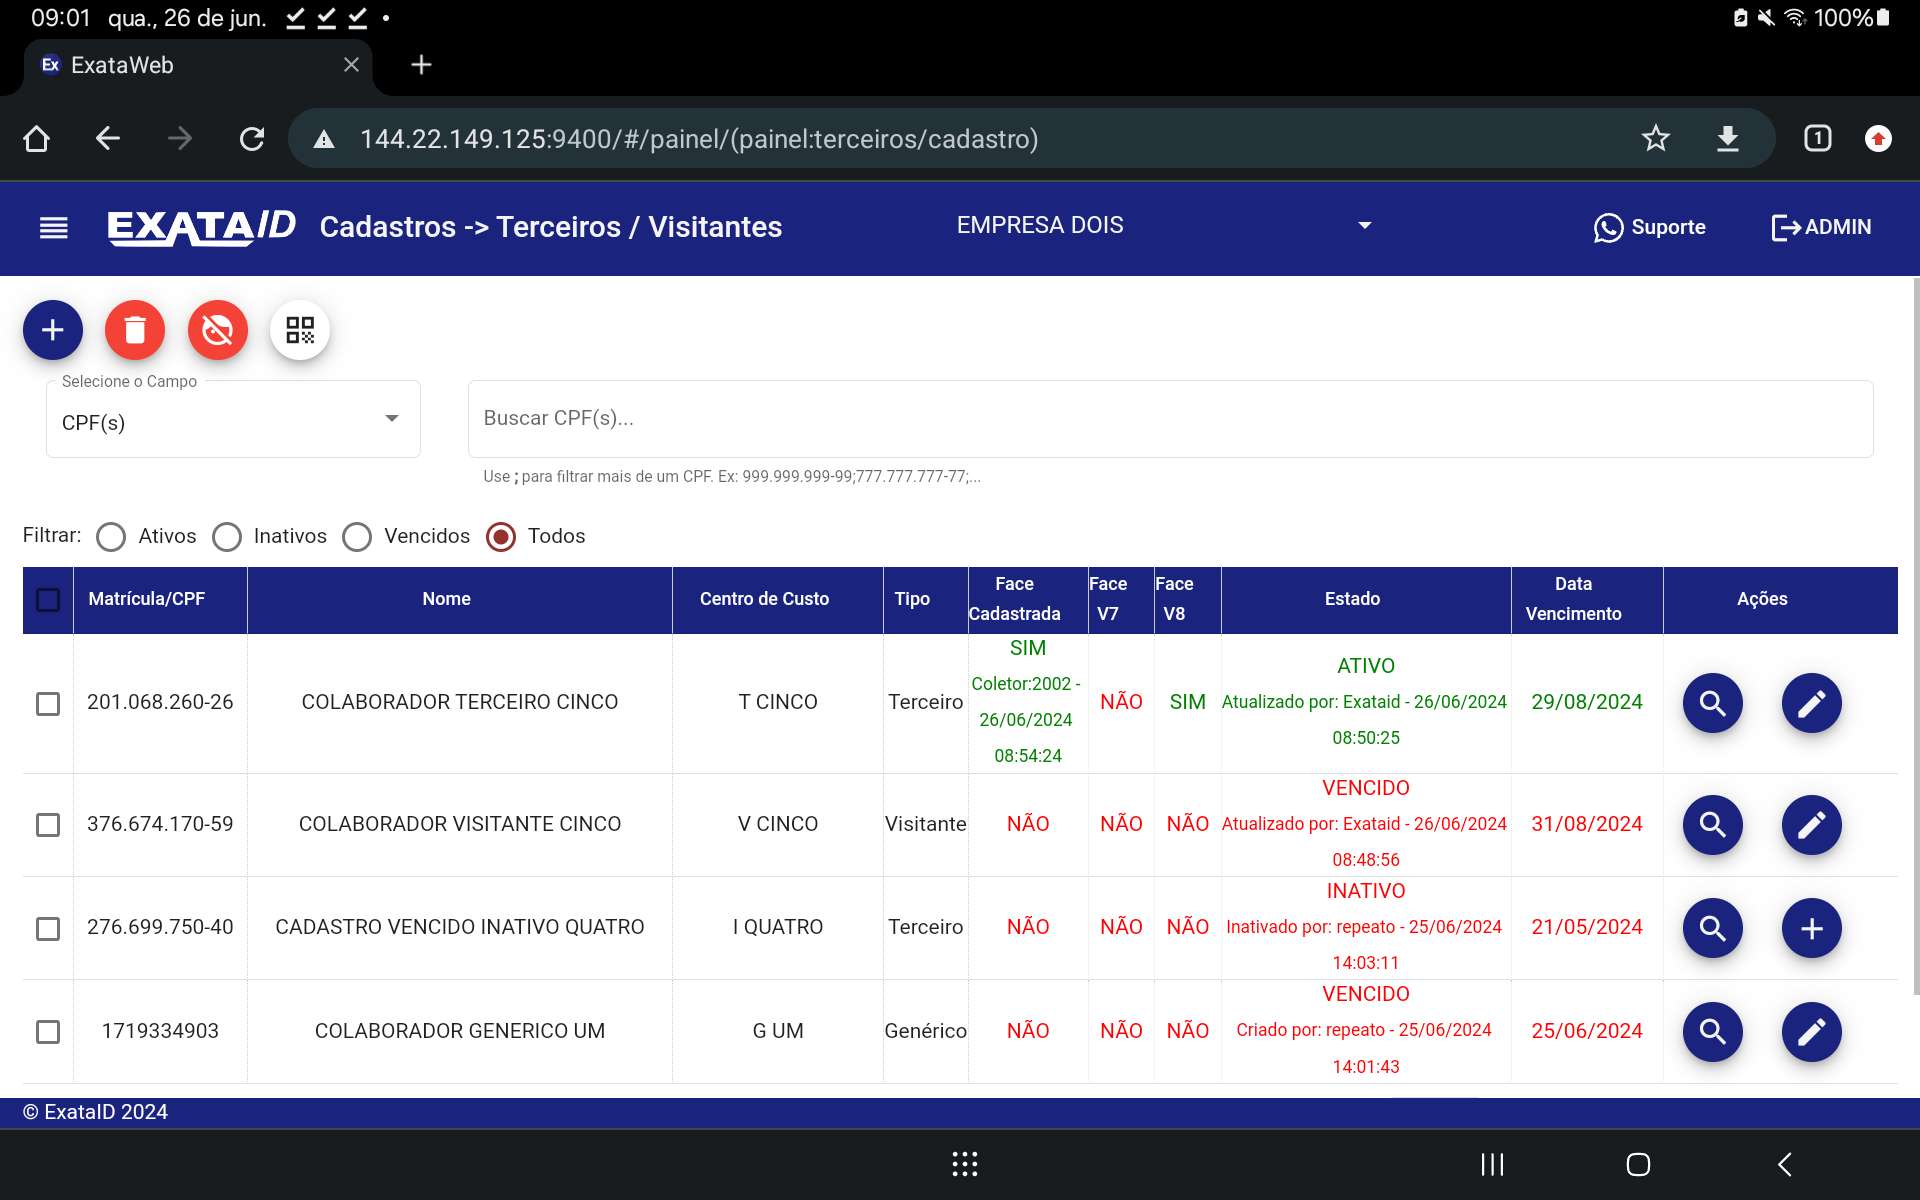 09:01 qua., 26 de jun.
100%
Ex ExataWeb
144.22.149.125:9400/#/painel/(painel:terceiros/cadastro)
1
EXATAID Cadastros -> Terceiros / Visitantes EMPRESA DOIS Suporte ADMIN
Selecione o Campo
CPF(s)
Buscar CPF(s)...
Use ; para filtrar mais de um CPF. Ex: 999.999.999-99;777.777.777-77;...
Filtrar: Ativos Inativos Vencidos Todos
Matrícula/CPF Nome Centro de Custo Tipo Face Cadastrada Face V7 Face V8 Estado Data Vencimento Ações
201.068.260-26 COLABORADOR TERCEIRO CINCO T CINCO Terceiro SIM Coletor:2002 - 26/06/2024 08:54:24 NÃO SIM ATIVO Atualizado por: Exataid - 26/06/2024 08:50:25 29/08/2024
376.674.170-59 COLABORADOR VISITANTE CINCO V CINCO Visitante NÃO NÃO NÃO VENCIDO Atualizado por: Exataid - 26/06/2024 08:48:56 31/08/2024
276.699.750-40 CADASTRO VENCIDO INATIVO QUATRO I QUATRO Terceiro NÃO NÃO NÃO INATIVO Inativado por: repeato - 25/06/2024 14:03:11 21/05/2024
1719334903 COLABORADOR GENERICO UM G UM Genérico NÃO NÃO NÃO VENCIDO Criado por: repeato - 25/06/2024 14:01:43 25/06/2024
© ExataID 2024